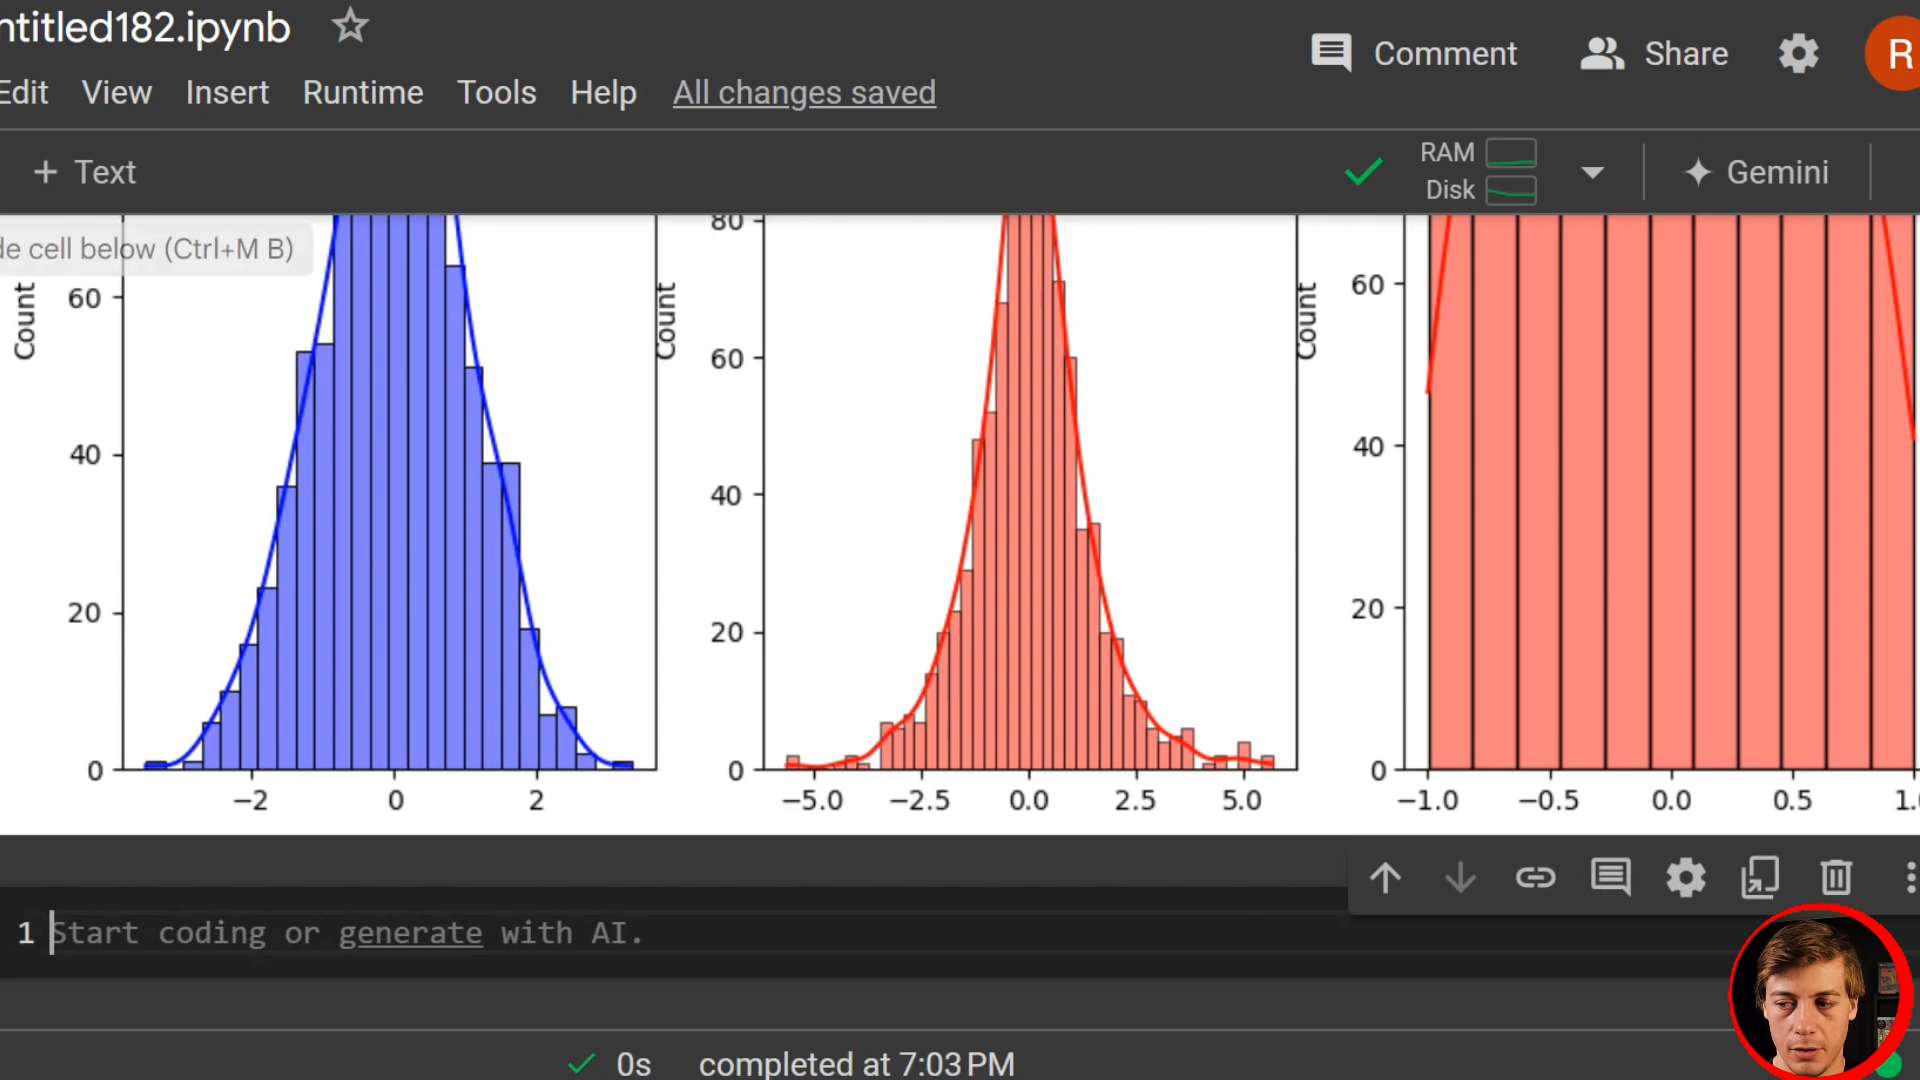 ntitled182.ipynb
Comment
Share
R
Edit View Insert Runtime Tools Help All changes saved
+ Text
RAM
Disk
Gemini
de cell below (Ctrl+M B)
Count
60
40
20
0
−2 0 2
Count
80
60
40
20
0
−5.0 −2.5 0.0 2.5 5.0
Count
60
40
20
0
−1.0 −0.5 0.0 0.5 1.
1 Start coding or generate with AI.
0s completed at 7:03 PM